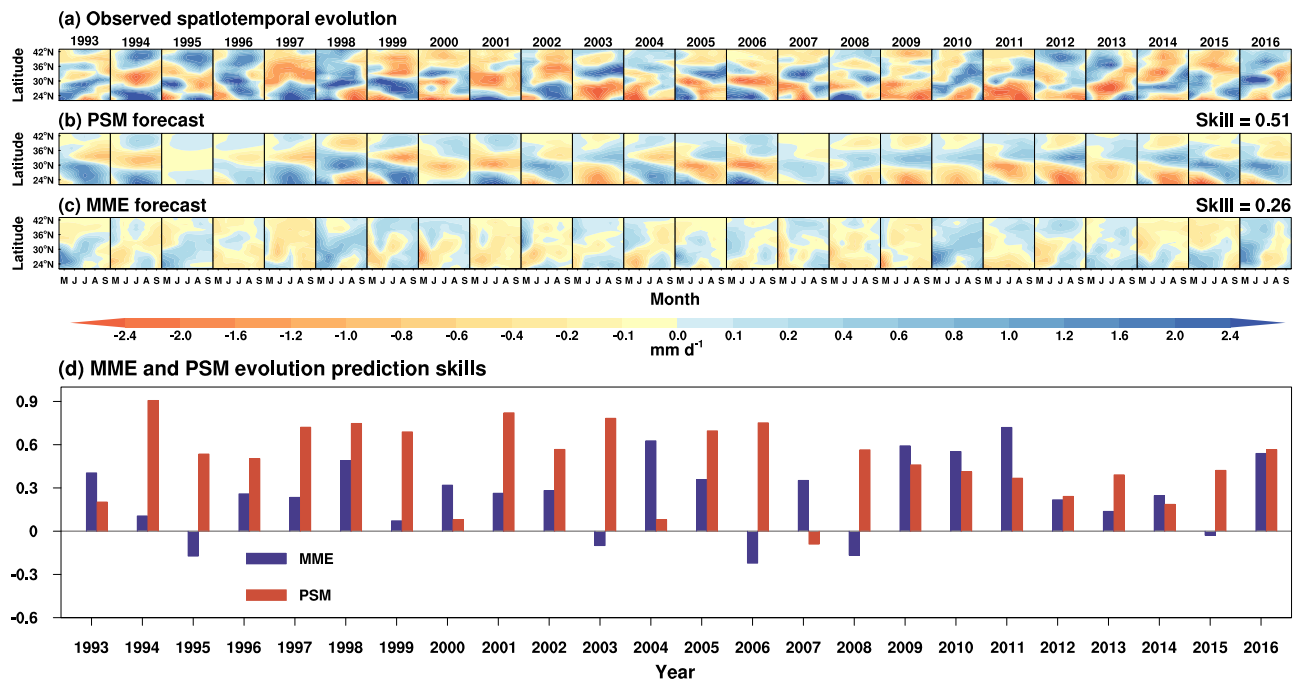 (a) Observed spatiotemporal evolution
1993 1994 1995 1996 1997 1998 1999 2000 2001 2002 2003 2004 2005 2006 2007 2008 2009 2010 2011 2012 2013 2014 2015 2016
Latitude
42°N
36°N
30°N
24°N
(b) PSM forecast
Skill = 0.51
Latitude
42°N
36°N
30°N
24°N
(c) MME forecast
Skill = 0.26
Latitude
42°N
36°N
30°N
24°N
M J J A S M J J A S M J J A S M J J A S M J J A S M J J A S M J J A S M J J A S M J J A S M J J A S M J J A S M J J A S M J J A S M J J A S M J J A S M J J A S M J J A S M J J A S M J J A S M J J A S M J J A S M J J A S M J J A S M J J A S
Month
-2.4 -2.0 -1.6 -1.2 -1.0 -0.8 -0.6 -0.4 -0.2 -0.1 0.0 0.1 0.2 0.4 0.6 0.8 1.0 1.2 1.6 2.0 2.4
mm d⁻¹
(d) MME and PSM evolution prediction skills
0.9
0.6
0.3
0
-0.3
-0.6
MME
PSM
1993 1994 1995 1996 1997 1998 1999 2000 2001 2002 2003 2004 2005 2006 2007 2008 2009 2010 2011 2012 2013 2014 2015 2016
Year